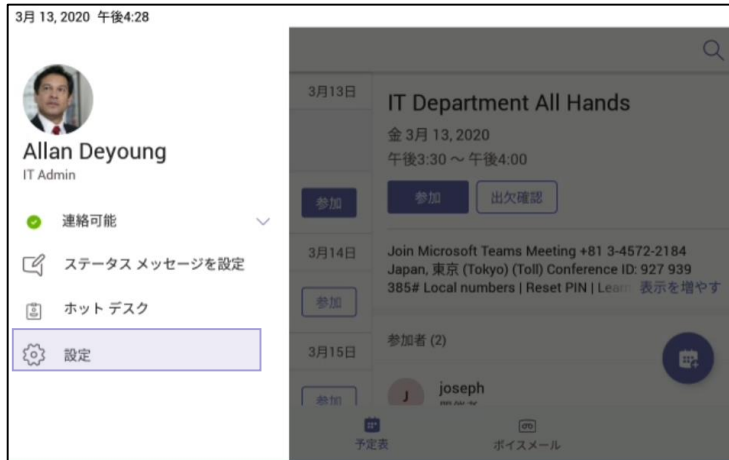 3月 13, 2020 午後4:28
Allan Deyoung
IT Admin
連絡可能
ステータス メッセージを設定
ホット デスク
設定
3月13日
参加
3月14日
参加
3月15日
参加
IT Department All Hands
金 3月 13, 2020
午後3:30 ～ 午後4:00
参加
出欠確認
Join Microsoft Teams Meeting +81 3-4572-2184
Japan, 東京 (Tokyo) (Toll) Conference ID: 927 939
385# Local numbers | Reset PIN | Learn 表示を増やす
参加者 (2)
J
joseph
予定表
ボイスメール